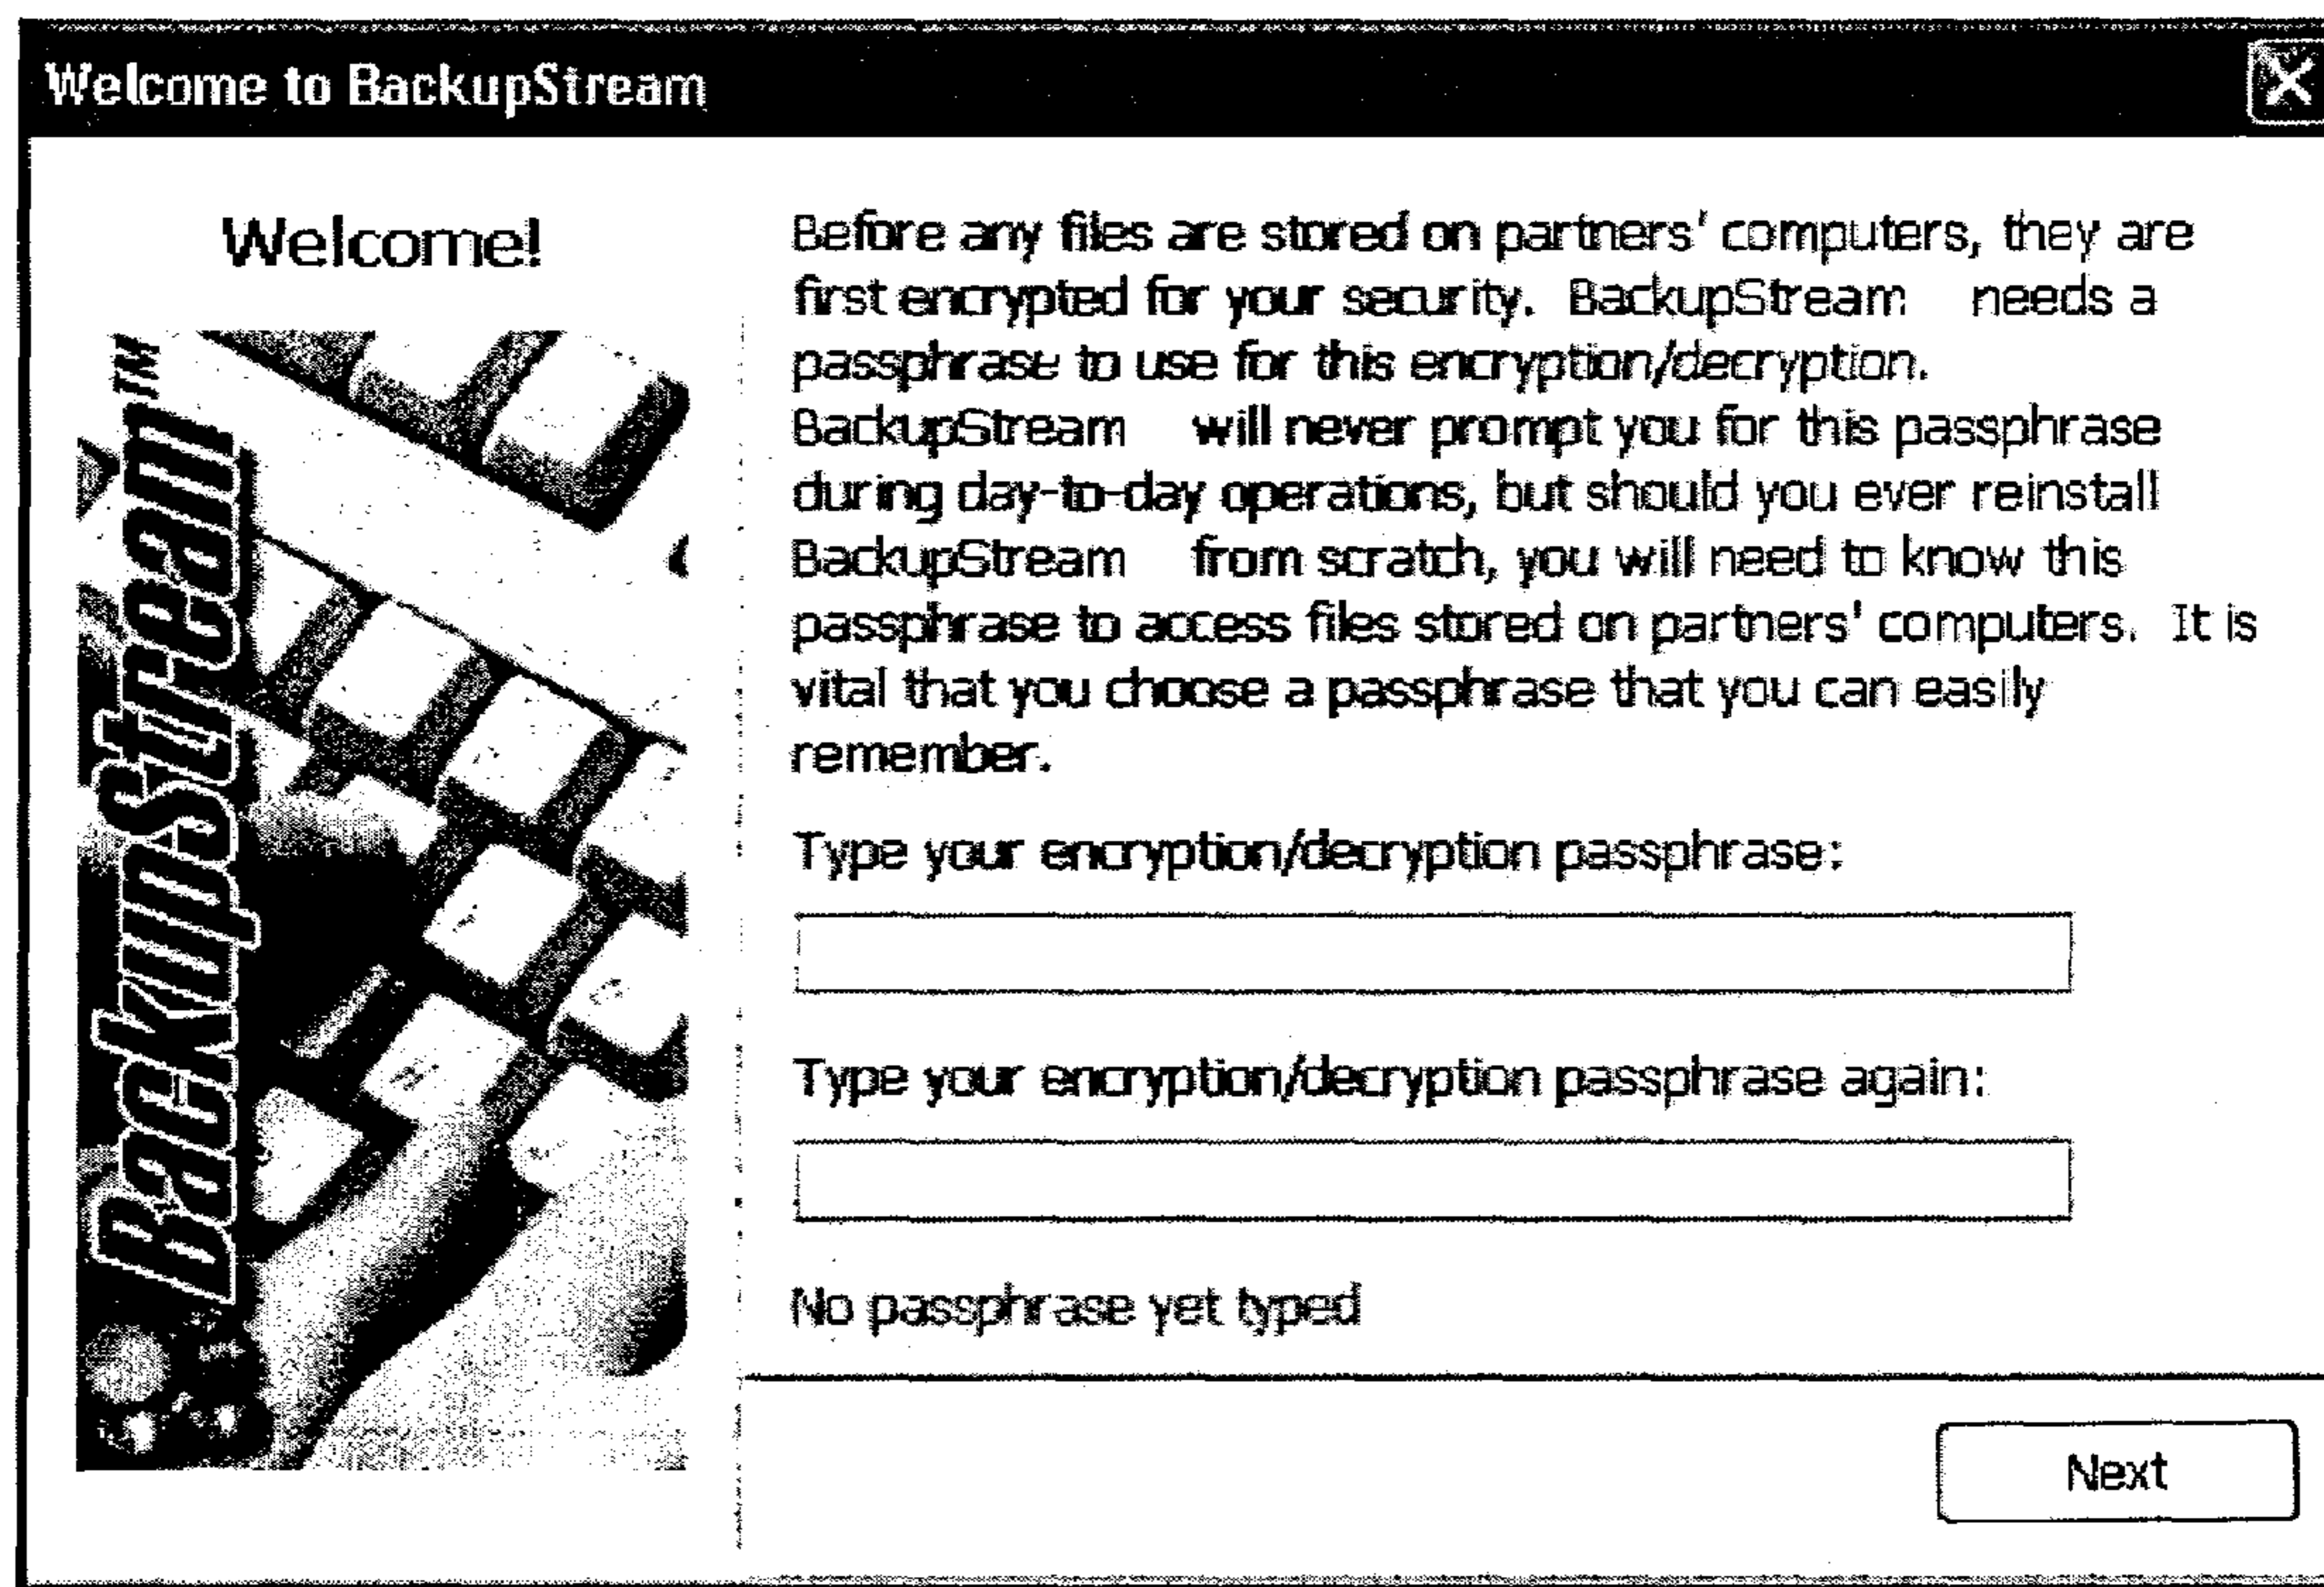 Welcome to BackupStream
Welcome!
BackupStream™
Before any files are stored on partners' computers, they are
first encrypted for your security. BackupStream needs a
passphrase to use for this encryption/decryption.
BackupStream will never prompt you for this passphrase
during day-to-day operations, but should you ever reinstall
BackupStream from scratch, you will need to know this
passphrase to access files stored on partners' computers. It is
vital that you choose a passphrase that you can easily
remember.
Type your encryption/decryption passphrase:
Type your encryption/decryption passphrase again:
No passphrase yet typed
Next